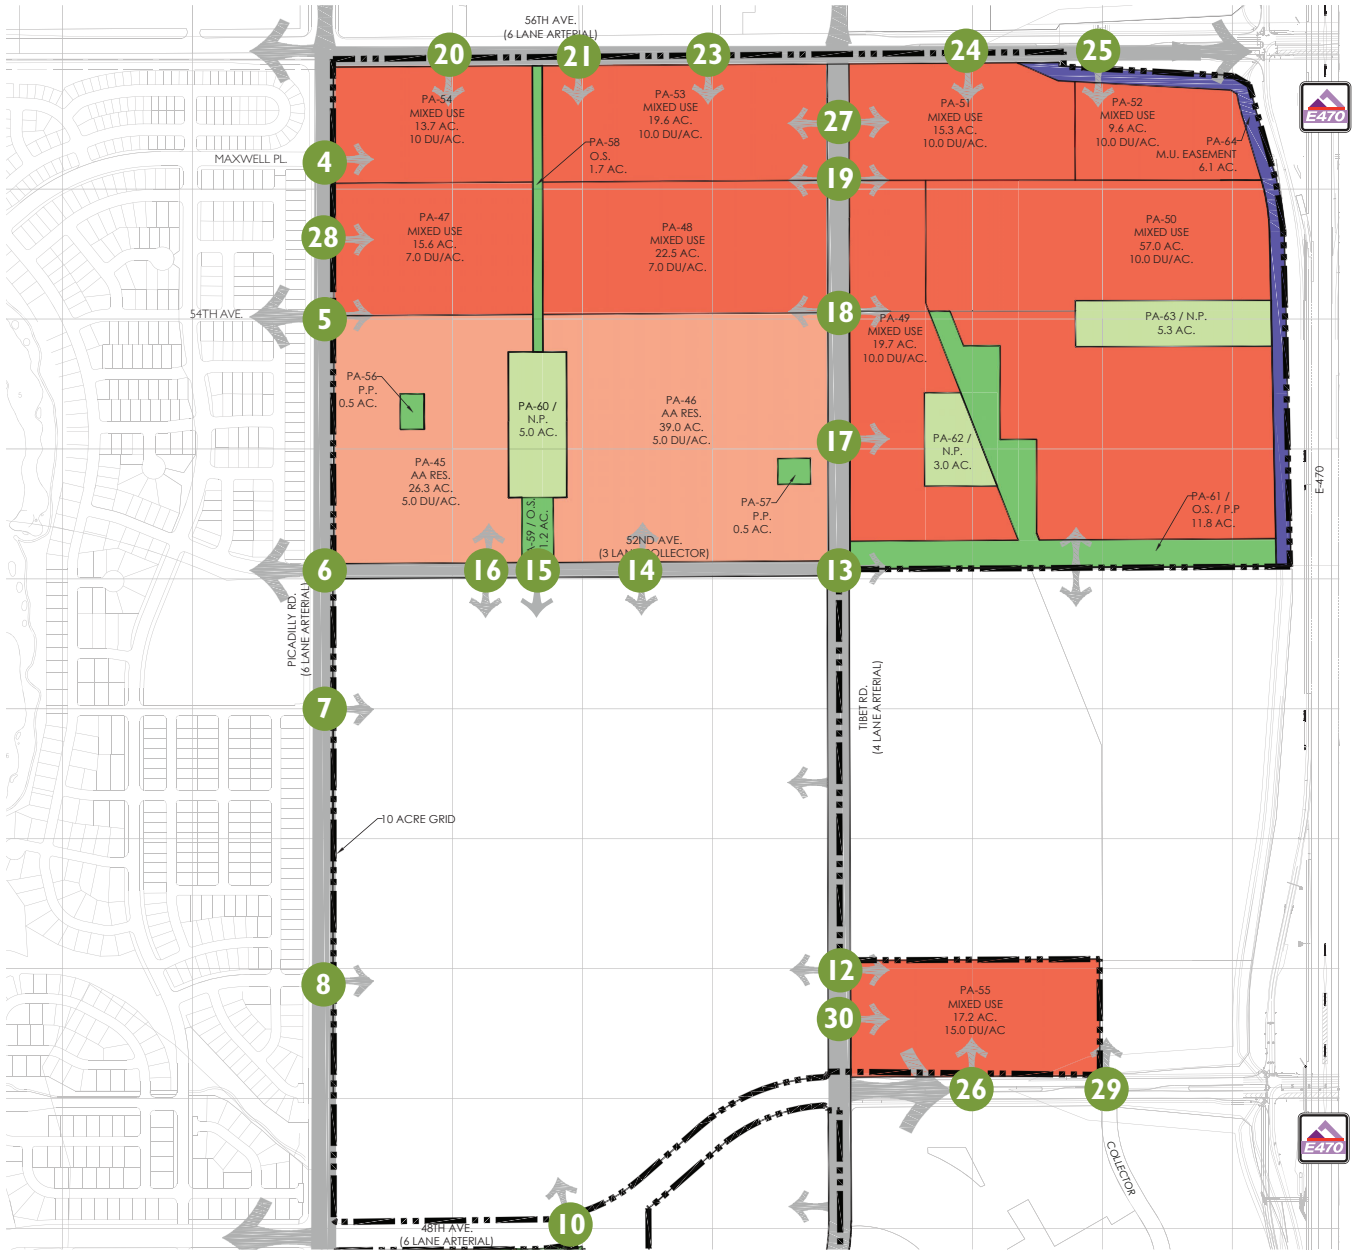 56TH AVE.
(6 LANE ARTERIAL)
20
21
23
24
25
E470
PA-54
MIXED USE
13.7 AC.
10 DU/AC.
PA-53
MIXED USE
19.6 AC.
10.0 DU/AC.
PA-58
O.S.
1.7 AC.
27
PA-51
MIXED USE
15.3 AC.
10.0 DU/AC.
PA-52
MIXED USE
9.6 AC.
10.0 DU/AC.
PA-64
M.U. EASEMENT
6.1 AC.
MAXWELL PL.
4
19
28
PA-47
MIXED USE
15.6 AC.
7.0 DU/AC.
PA-48
MIXED USE
22.5 AC.
7.0 DU/AC.
PA-50
MIXED USE
57.0 AC.
10.0 DU/AC.
54TH AVE.
5
18
PA-49
MIXED USE
19.7 AC.
10.0 DU/AC.
PA-63 / N.P.
5.3 AC.
PA-56
P.P.
0.5 AC.
PA-60 /
N.P.
5.0 AC.
PA-46
AA RES.
39.0 AC.
5.0 DU/AC.
17
PA-62 /
N.P.
3.0 AC.
PA-45
AA RES.
26.3 AC.
5.0 DU/AC.
PA-57
P.P.
0.5 AC.
PA-61 /
O.S. / P.P
11.8 AC.
E-470
A-59 / O.S.
1.2 AC.
52ND AVE.
(3 LANE COLLECTOR)
6
16
15
14
13
PICADILLY RD.
(6 LANE ARTERIAL)
7
TIBET RD.
(4 LANE ARTERIAL)
10 ACRE GRID
8
12
30
PA-55
MIXED USE
17.2 AC.
15.0 DU/AC
26
29
E470
COLLECTOR
10
48TH AVE.
(6 LANE ARTERIAL)